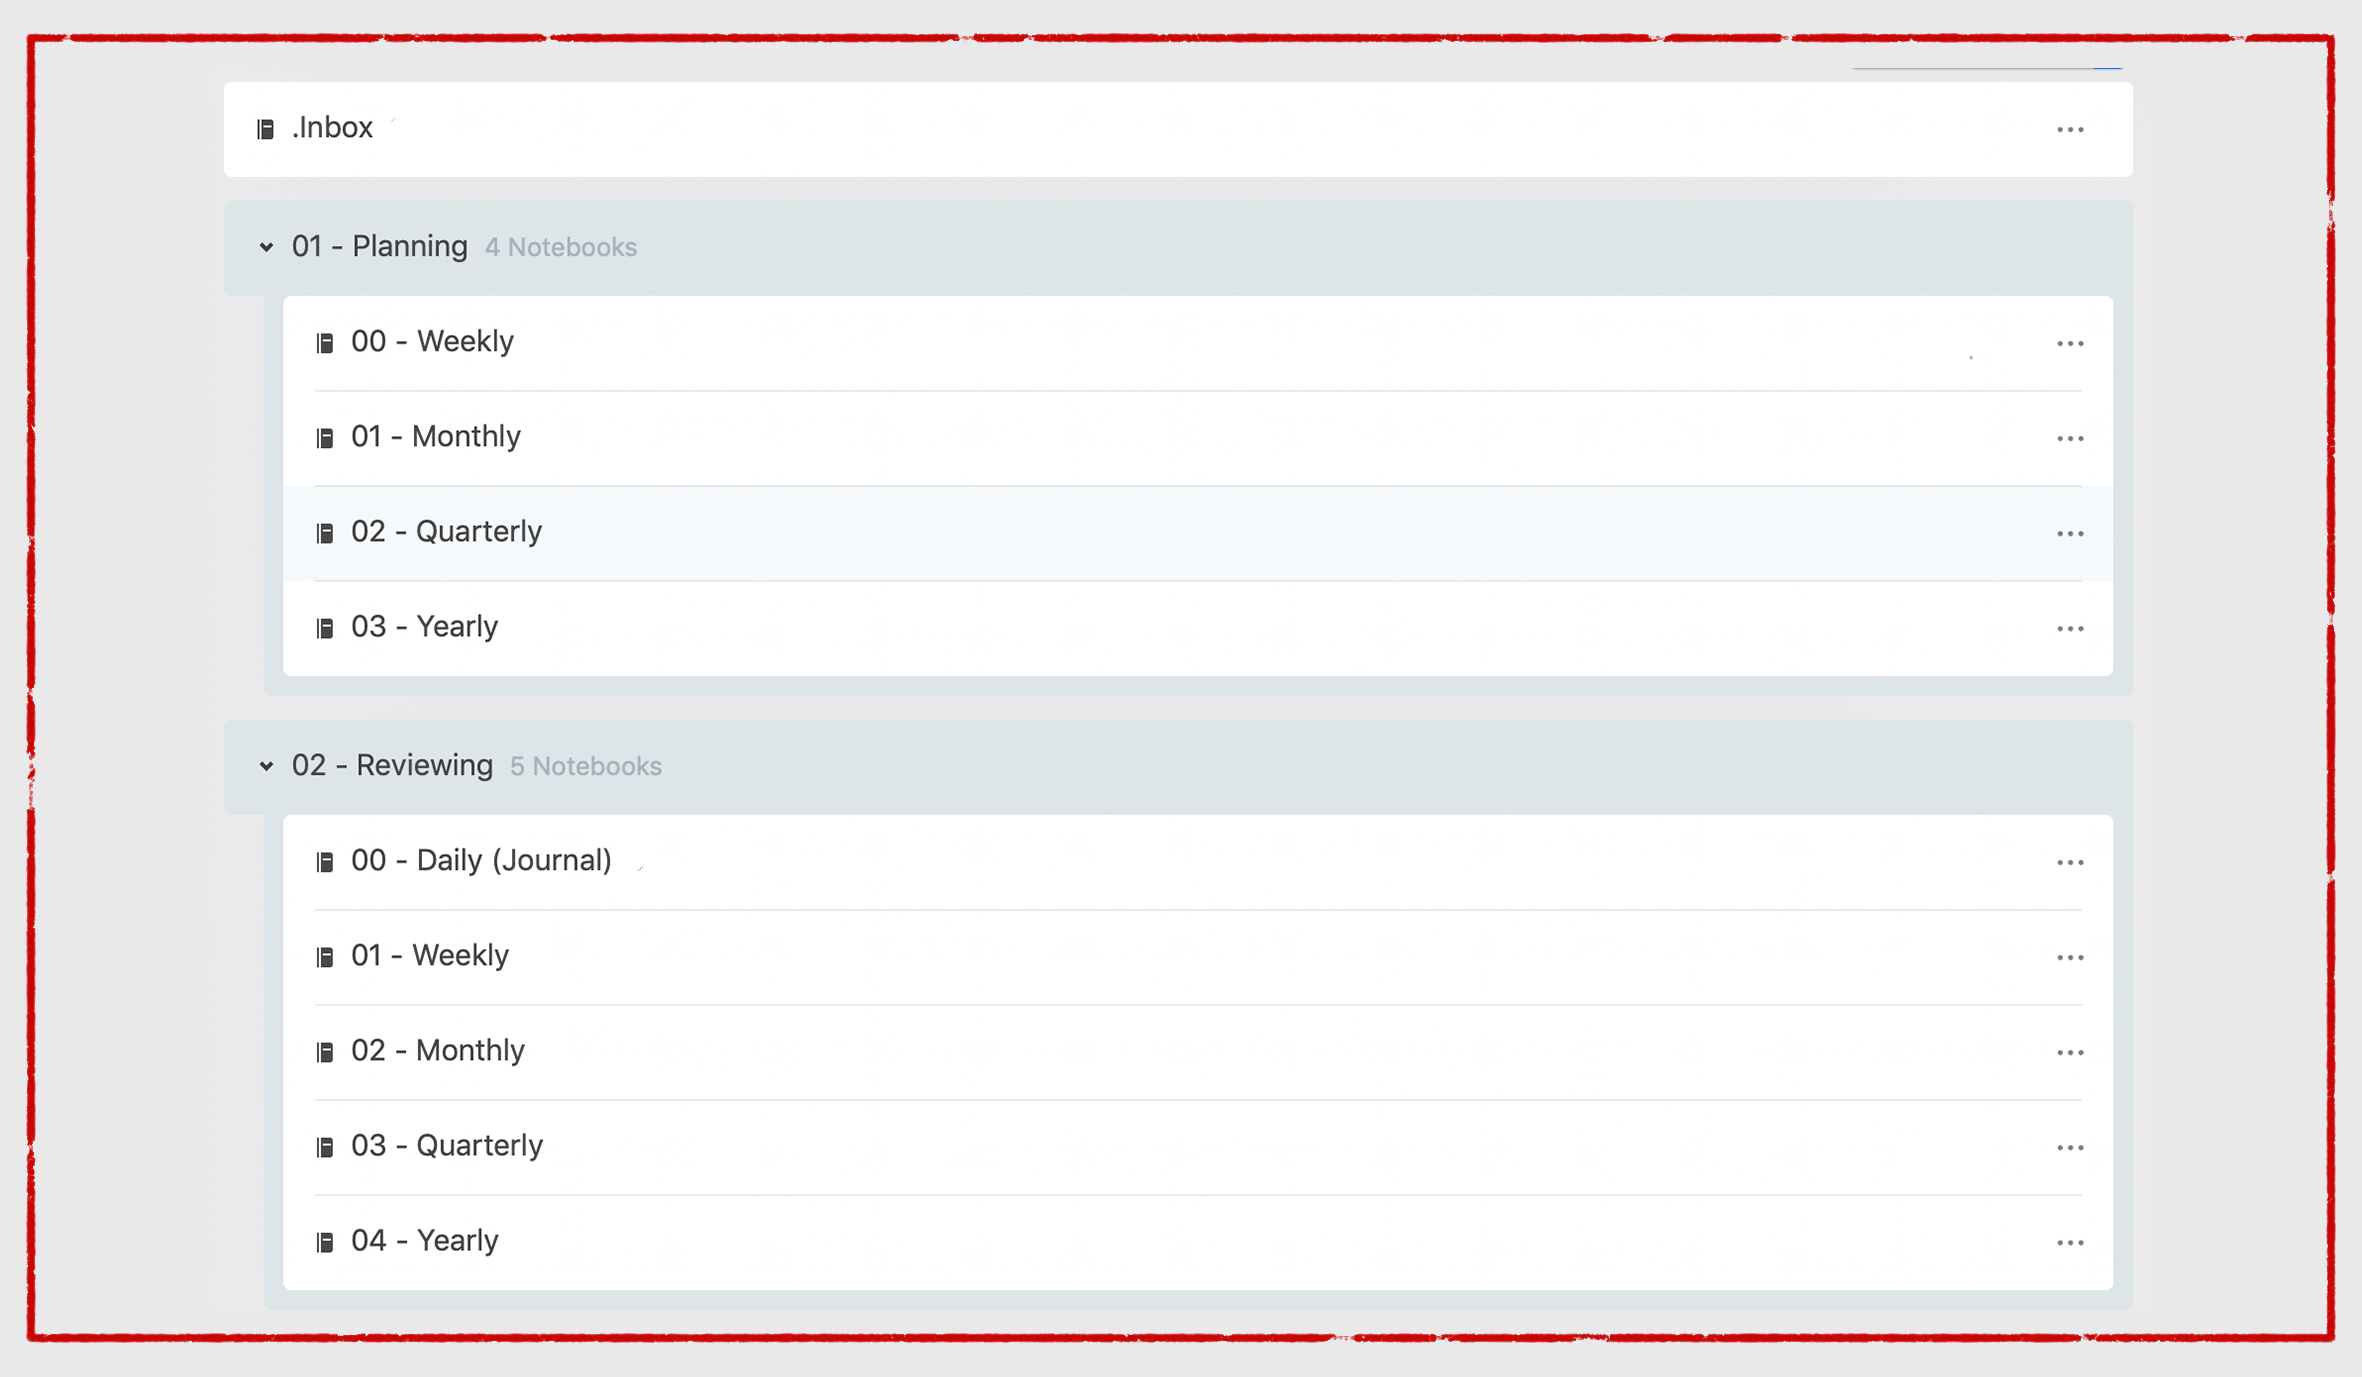 .Inbox
01 - Planning 4 Notebooks
00 - Weekly
01 - Monthly
02 - Quarterly
03 - Yearly
02 - Reviewing 5 Notebooks
00 - Daily (Journal)
01 - Weekly
02 - Monthly
03 - Quarterly
04 - Yearly